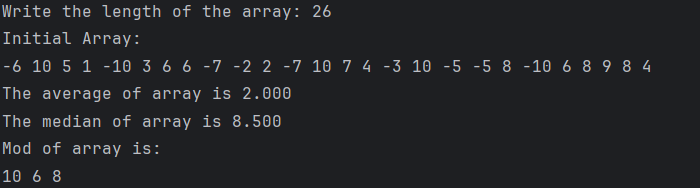 Write the length of the array: 26
Initial Array:
-6 10 5 1 -10 3 6 6 -7 -2 2 -7 10 7 4 -3 10 -5 -5 8 -10 6 8 9 8 4
The average of array is 2.000
The median of array is 8.500
Mod of array is:
10 6 8